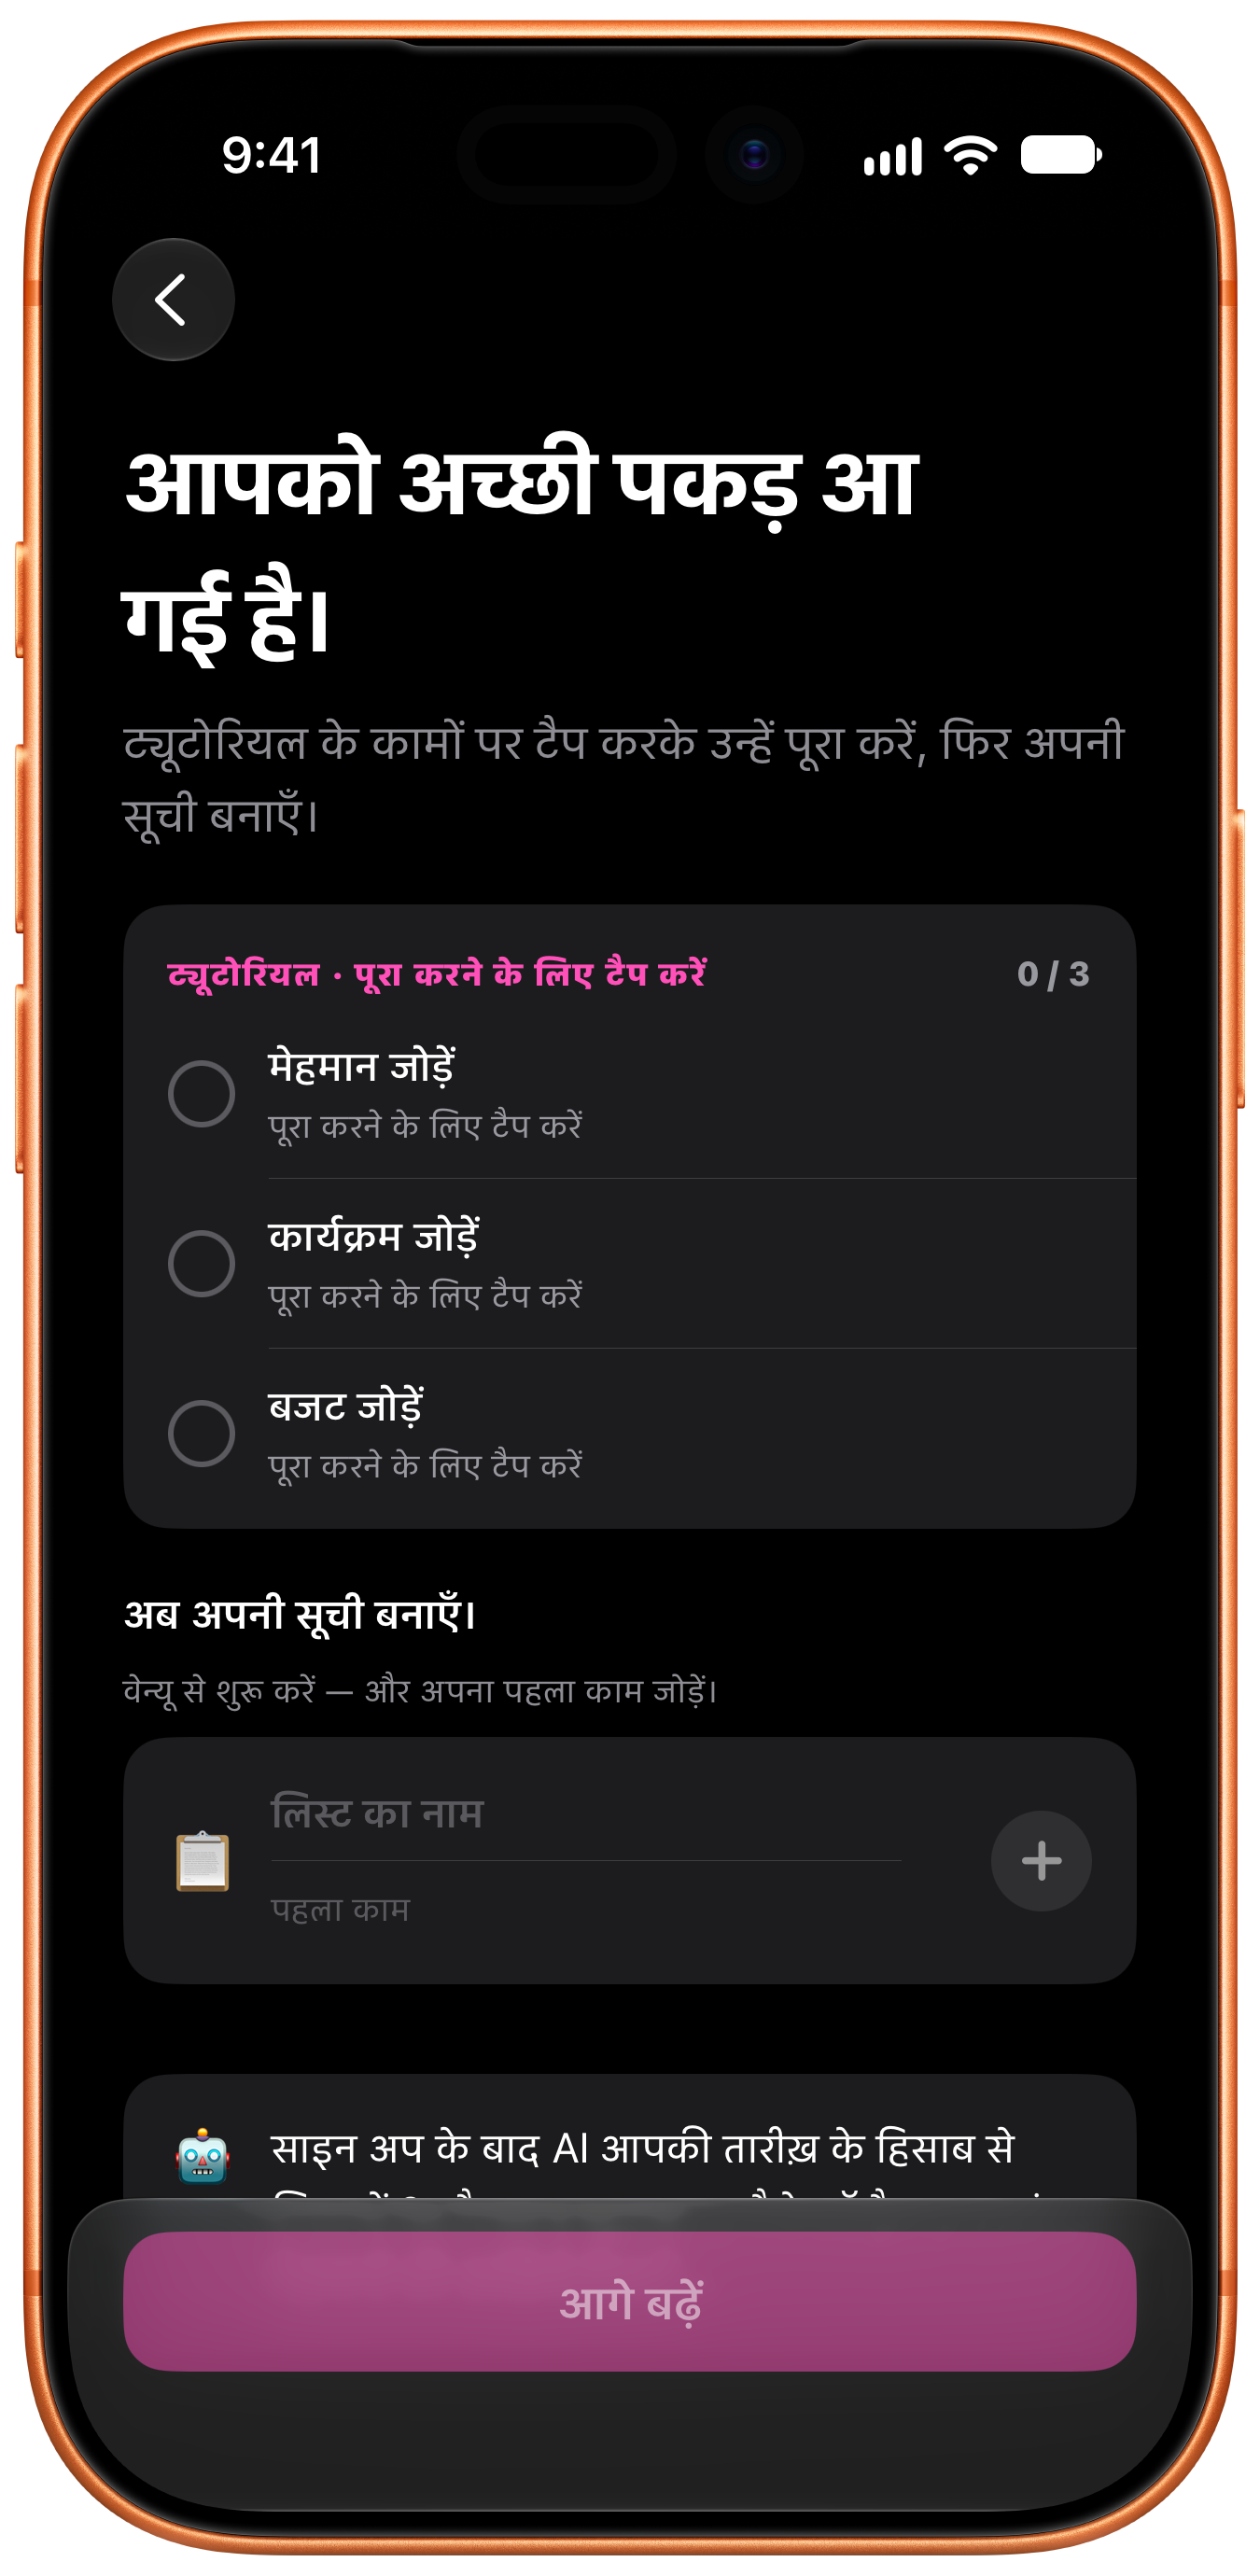 9:41
आपको अच्छी पकड़ आ
गई है।
ट्यूटोरियल के कामों पर टैप करके उन्हें पूरा करें, फिर अपनी
सूची बनाएँ।
ट्यूटोरियल · पूरा करने के लिए टैप करें 0 / 3
मेहमान जोड़ें
पूरा करने के लिए टैप करें
कार्यक्रम जोड़ें
पूरा करने के लिए टैप करें
बजट जोड़ें
पूरा करने के लिए टैप करें
अब अपनी सूची बनाएँ।
वेन्यू से शुरू करें — और अपना पहला काम जोड़ें।
लिस्ट का नाम
पहला काम
साइन अप के बाद AI आपकी तारीख़ के हिसाब से
आगे बढ़ें